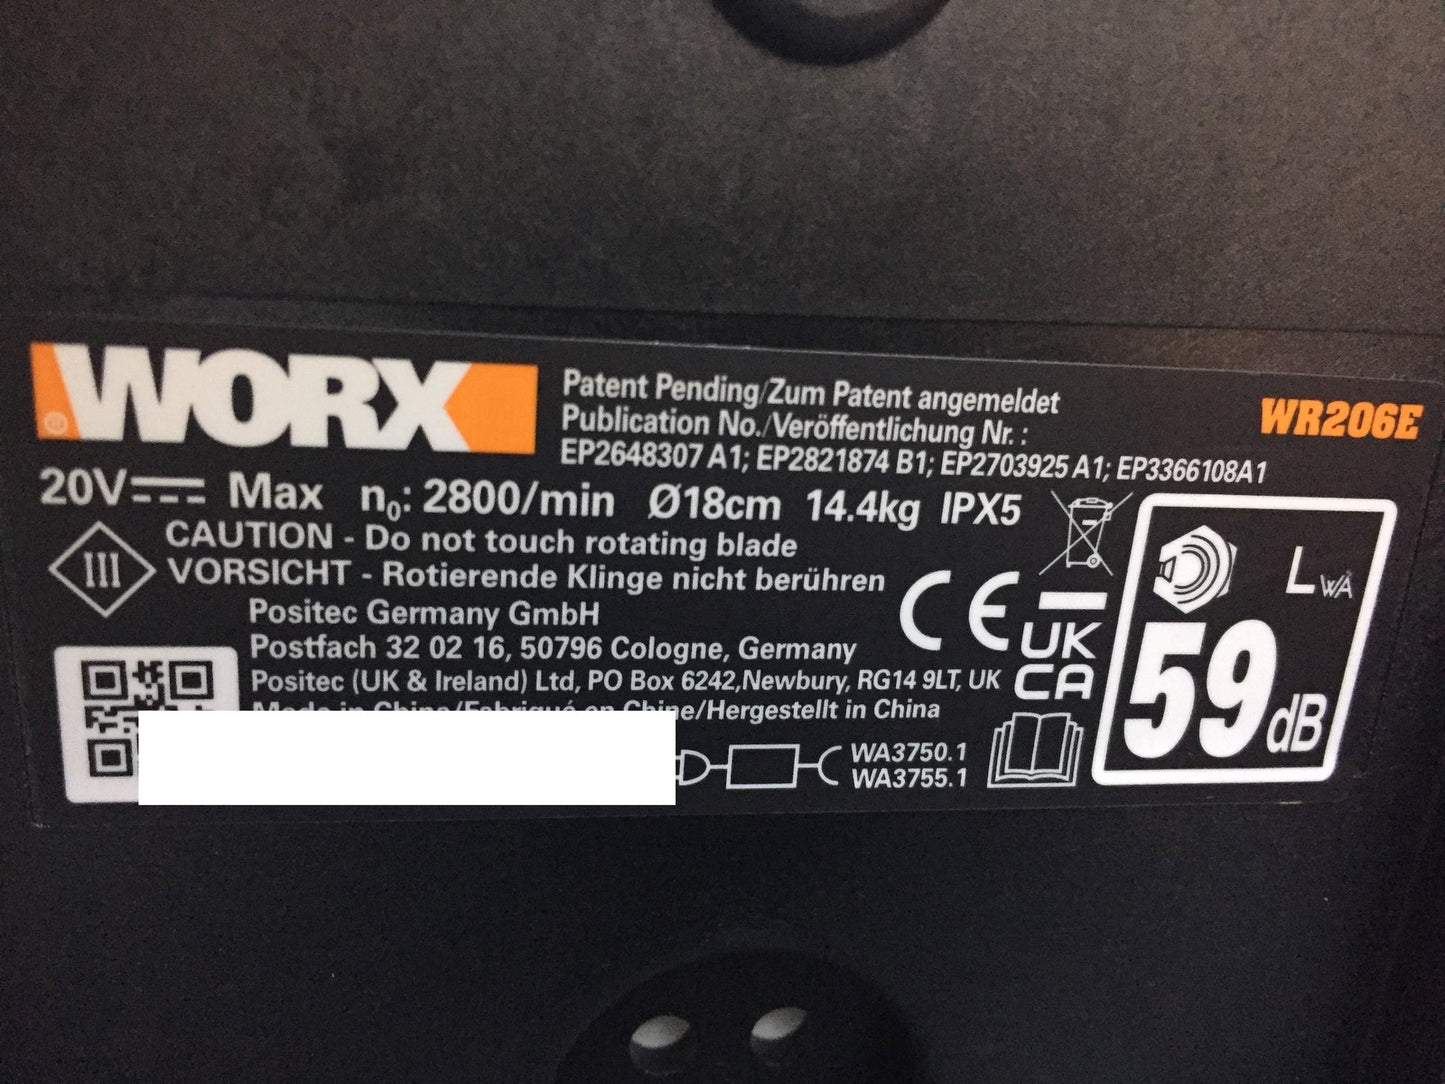 WORX
Patent Pending/Zum Patent angemeldet
Publication No./Veröffentlichung Nr.:
EP2648307 A1; EP2821874 B1; EP2703925 A1; EP3366108A1
WR206E
20V Max n₀: 2800/min Ø18cm 14.4kg IPX5
CAUTION - Do not touch rotating blade
VORSICHT - Rotierende Klinge nicht berühren
III
Positec Germany GmbH
Postfach 32 02 16, 50796 Cologne, Germany
Positec (UK & Ireland) Ltd, PO Box 6242,Newbury, RG14 9LT, UK
Made in China/Fabriqué en Chine/Hergestellt in China
WA3750.1
WA3755.1
CE
UK
CA
LWA
59dB